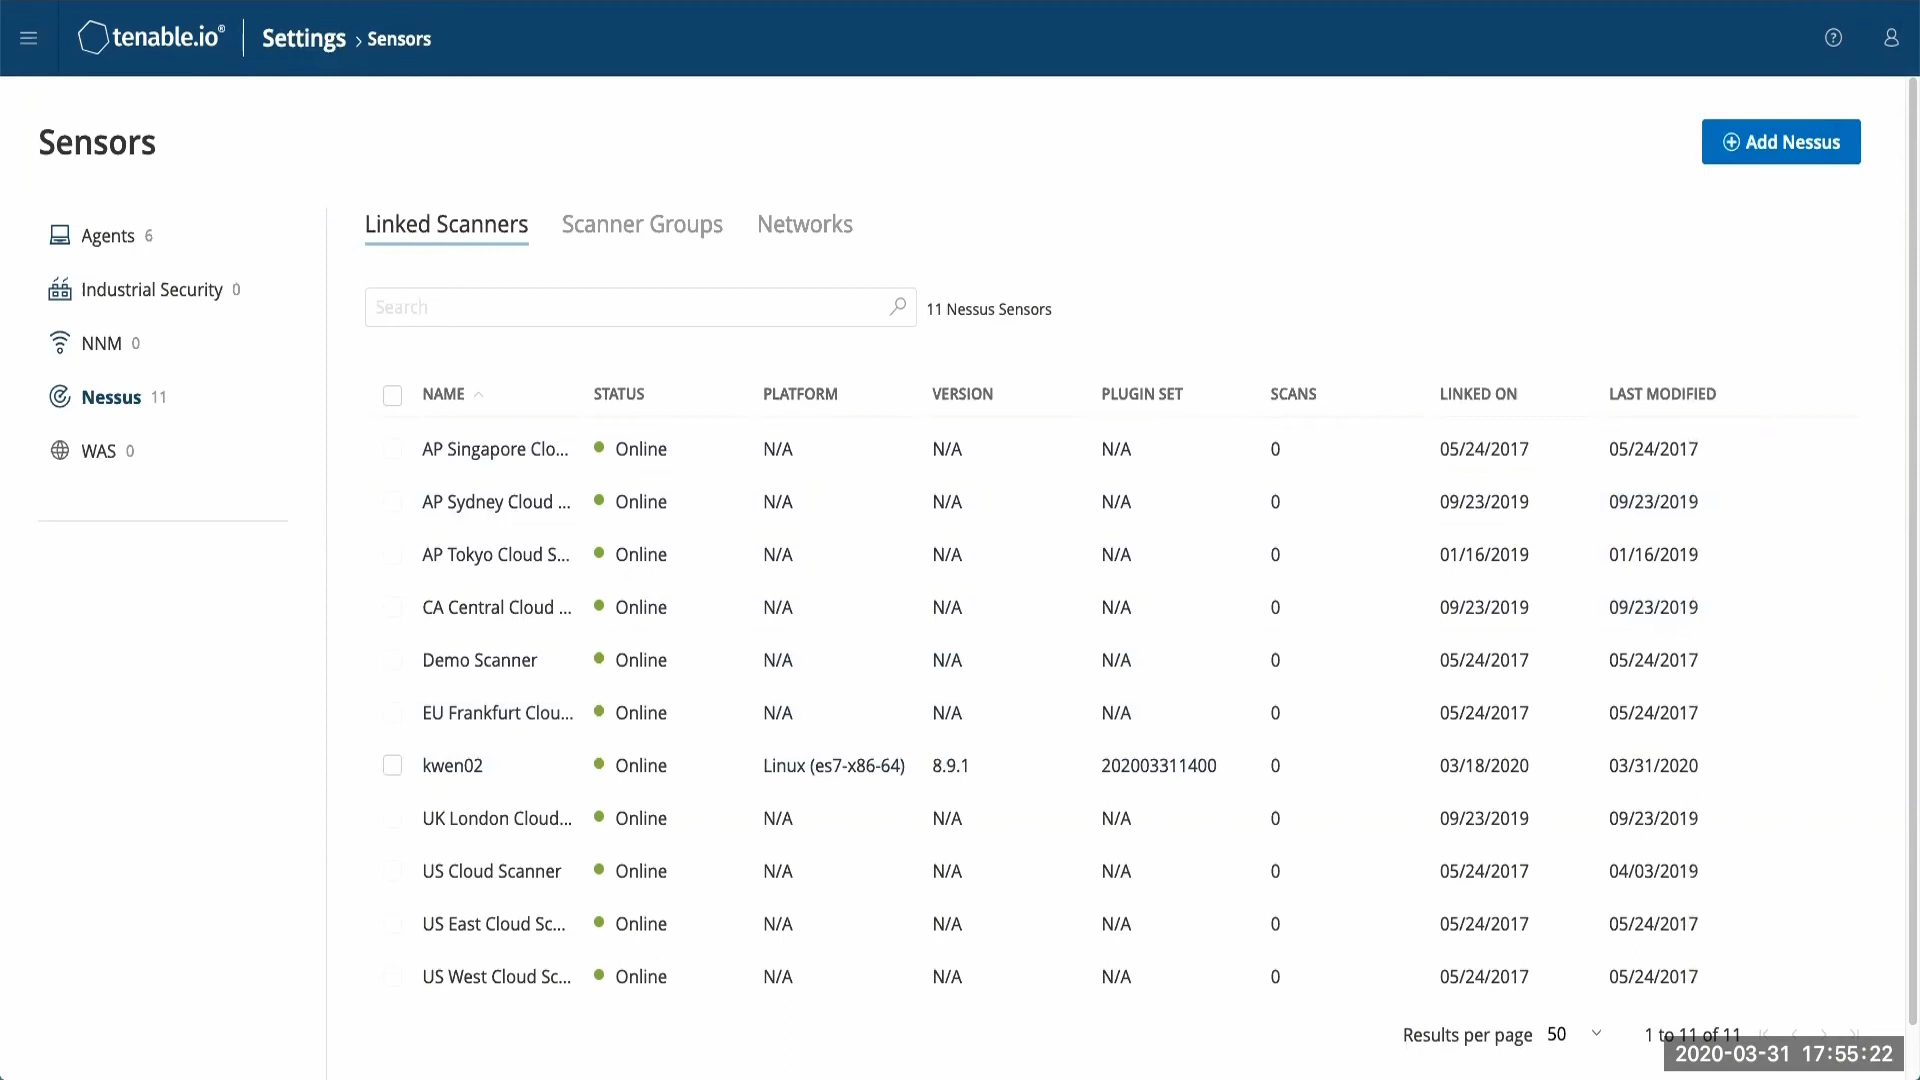 tenable.io®
Settings > Sensors
Sensors
Add Nessus
Agents 6
Industrial Security 0
NNM 0
Nessus 11
WAS 0
Linked Scanners Scanner Groups Networks
Search
11 Nessus Sensors
NAME STATUS PLATFORM VERSION PLUGIN SET SCANS LINKED ON LAST MODIFIED
AP Singapore Clo... Online N/A N/A N/A 0 05/24/2017 05/24/2017
AP Sydney Cloud ... Online N/A N/A N/A 0 09/23/2019 09/23/2019
AP Tokyo Cloud S... Online N/A N/A N/A 0 01/16/2019 01/16/2019
CA Central Cloud ... Online N/A N/A N/A 0 09/23/2019 09/23/2019
Demo Scanner Online N/A N/A N/A 0 05/24/2017 05/24/2017
EU Frankfurt Clou... Online N/A N/A N/A 0 05/24/2017 05/24/2017
kwen02 Online Linux (es7-x86-64) 8.9.1 202003311400 0 03/18/2020 03/31/2020
UK London Cloud... Online N/A N/A N/A 0 09/23/2019 09/23/2019
US Cloud Scanner Online N/A N/A N/A 0 05/24/2017 04/03/2019
US East Cloud Sc... Online N/A N/A N/A 0 05/24/2017 05/24/2017
US West Cloud Sc... Online N/A N/A N/A 0 05/24/2017 05/24/2017
Results per page 50 1 to 11 of 11
2020-03-31 17:55:22